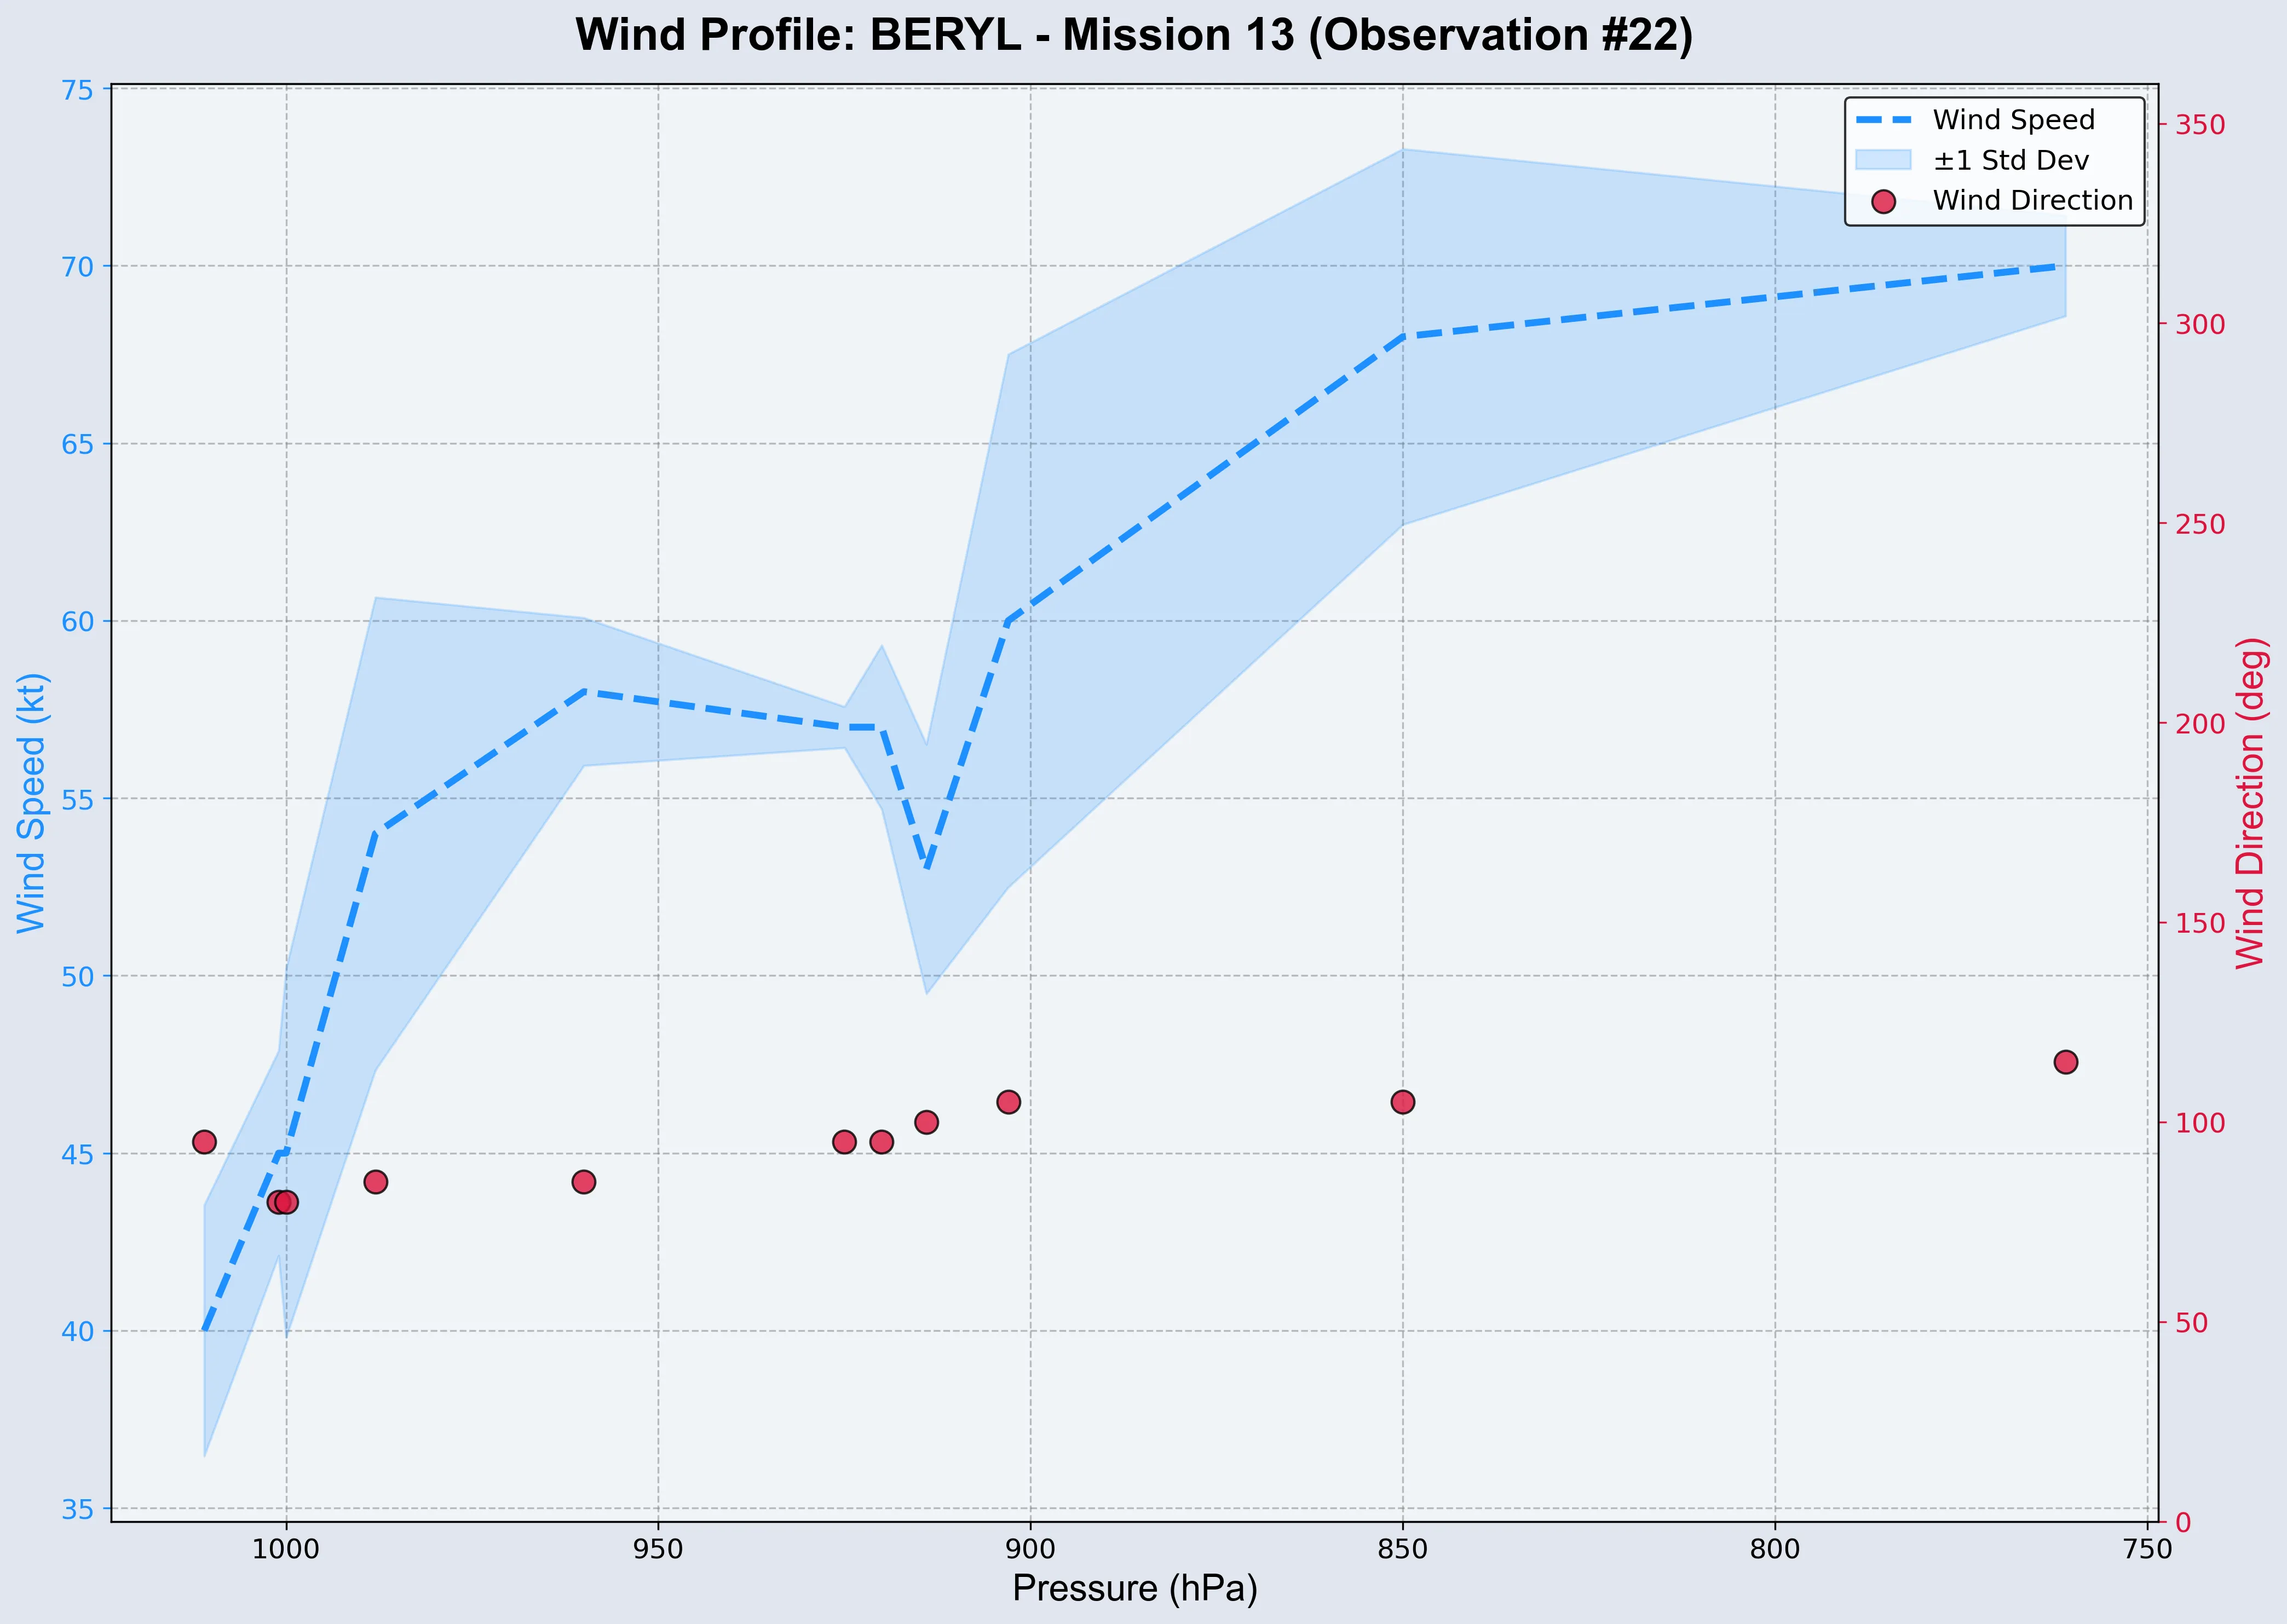 Wind Profile: BERYL - Mission 13 (Observation #22)
Wind Speed (kt)
75
70
65
60
55
50
45
40
35
Wind Speed
±1 Std Dev
Wind Direction
350
300
250
200
150
100
50
0
Wind Direction (deg)
1000 950 900 850 800 750
Pressure (hPa)